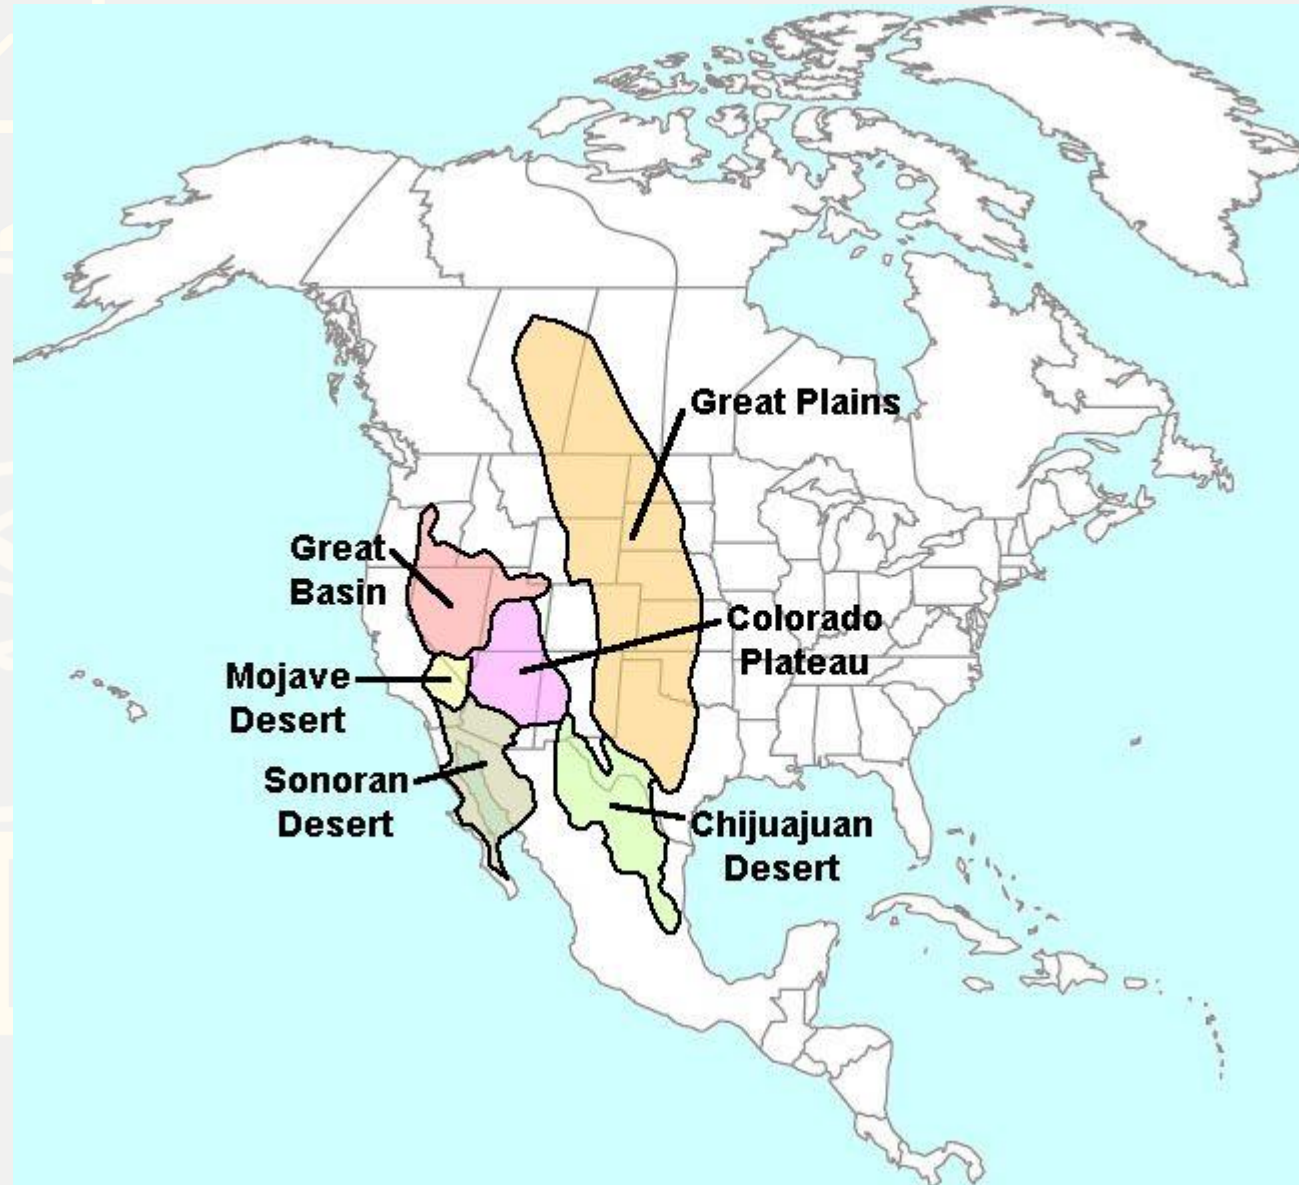 Great Plains
Great
Basin
Colorado
Plateau
Mojave
Desert
Sonoran
Desert
Chijuajuan
Desert